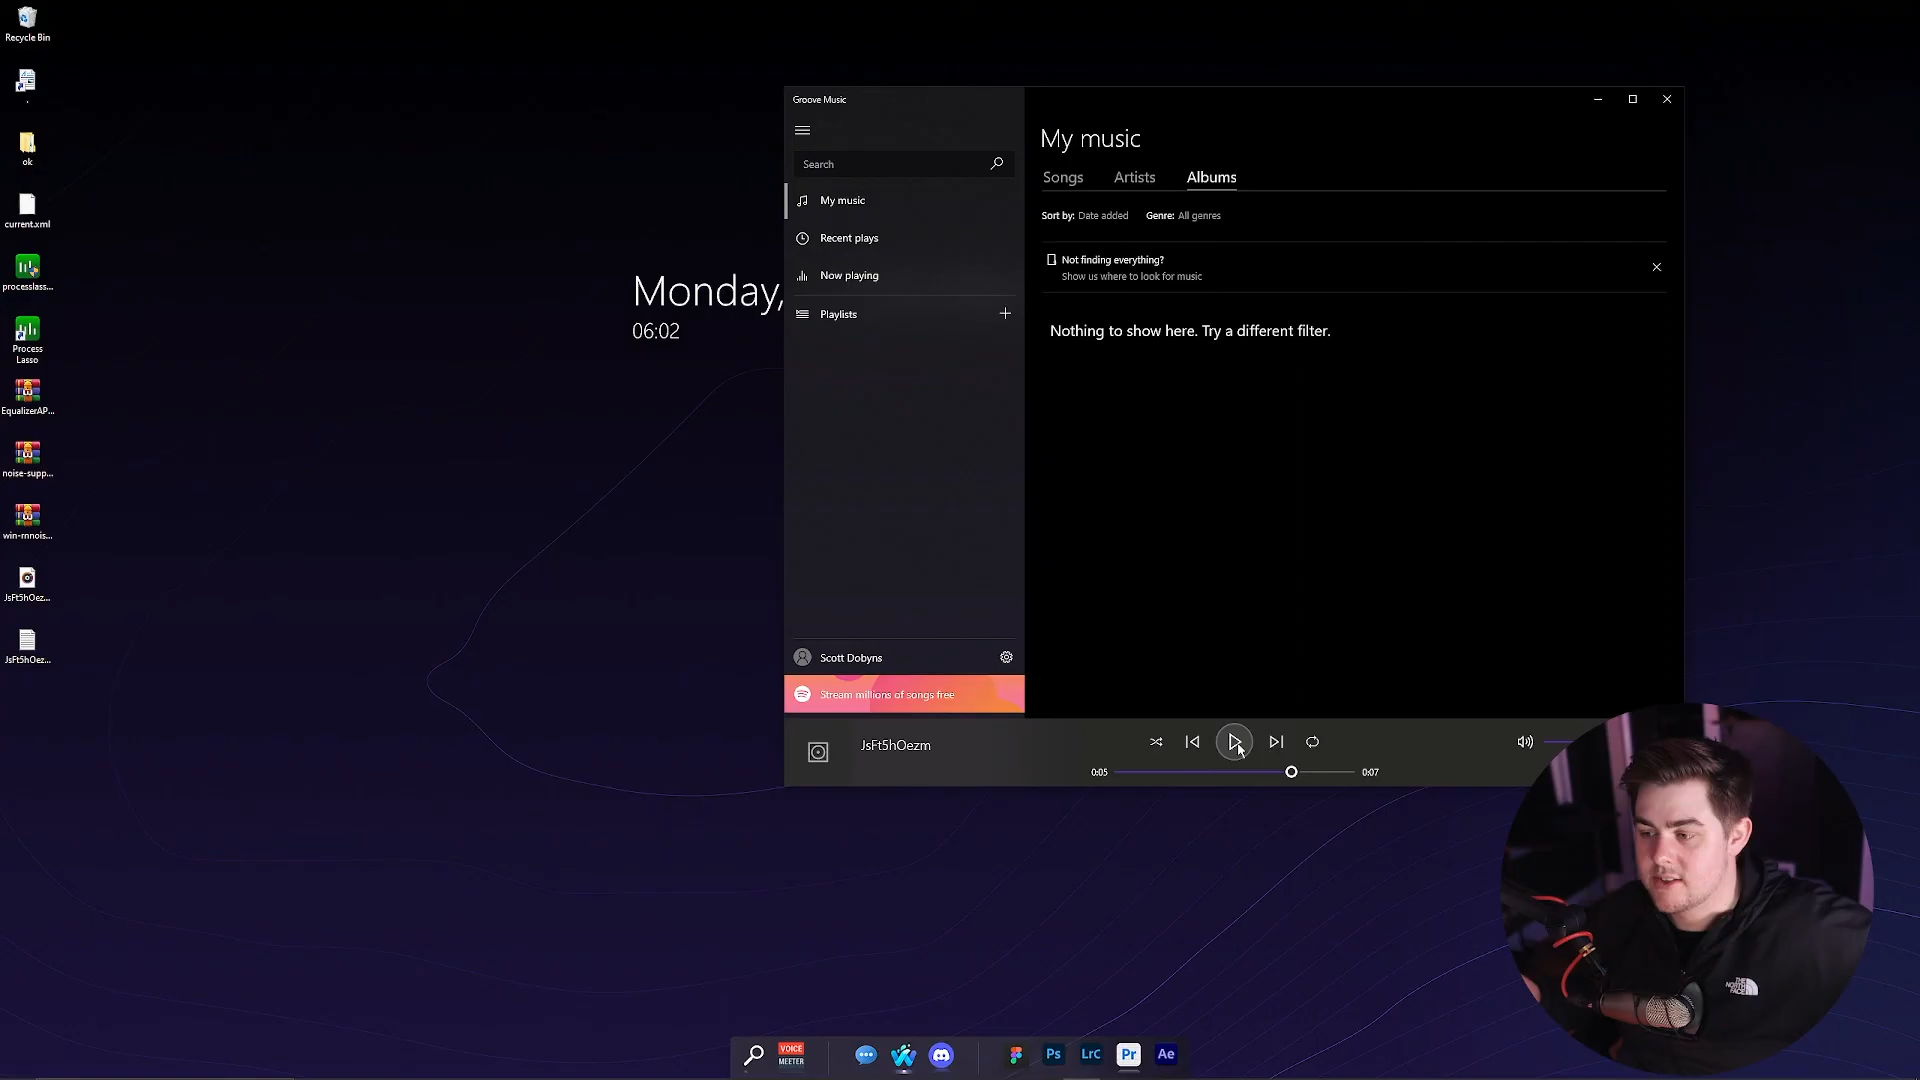 Recycle Bin
.
ok
current.xml
processlass...
Process
Lasso
EqualizerAP...
noise-supp...
win-rnnois...
JsFt5hOez...
JsFt5hOez...
Monday,
06:02
Groove Music
Search
My music
Recent plays
Now playing
Playlists
Scott Dobyns
Stream millions of songs free
My music
Songs Artists Albums
Sort by: Date added Genre: All genres
Not finding everything?
Show us where to look for music
Nothing to show here. Try a different filter.
JsFt5hOezm
0:05
0:07
THE
NORTH
FACE
VOICE
MEETER
Ps
LrC
Pr
Ae